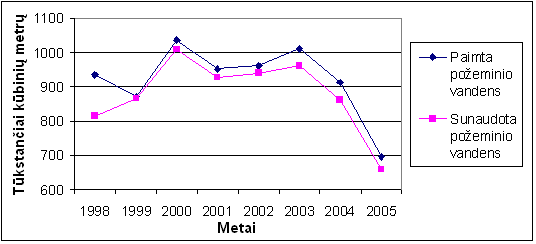 Tūkstančiai kūbinių metrų
1100
1000
900
800
700
600
1998 1999 2000 2001 2002 2003 2004 2005
Metai
Paimta
požeminio
vandens
Sunaudota
požeminio
vandens